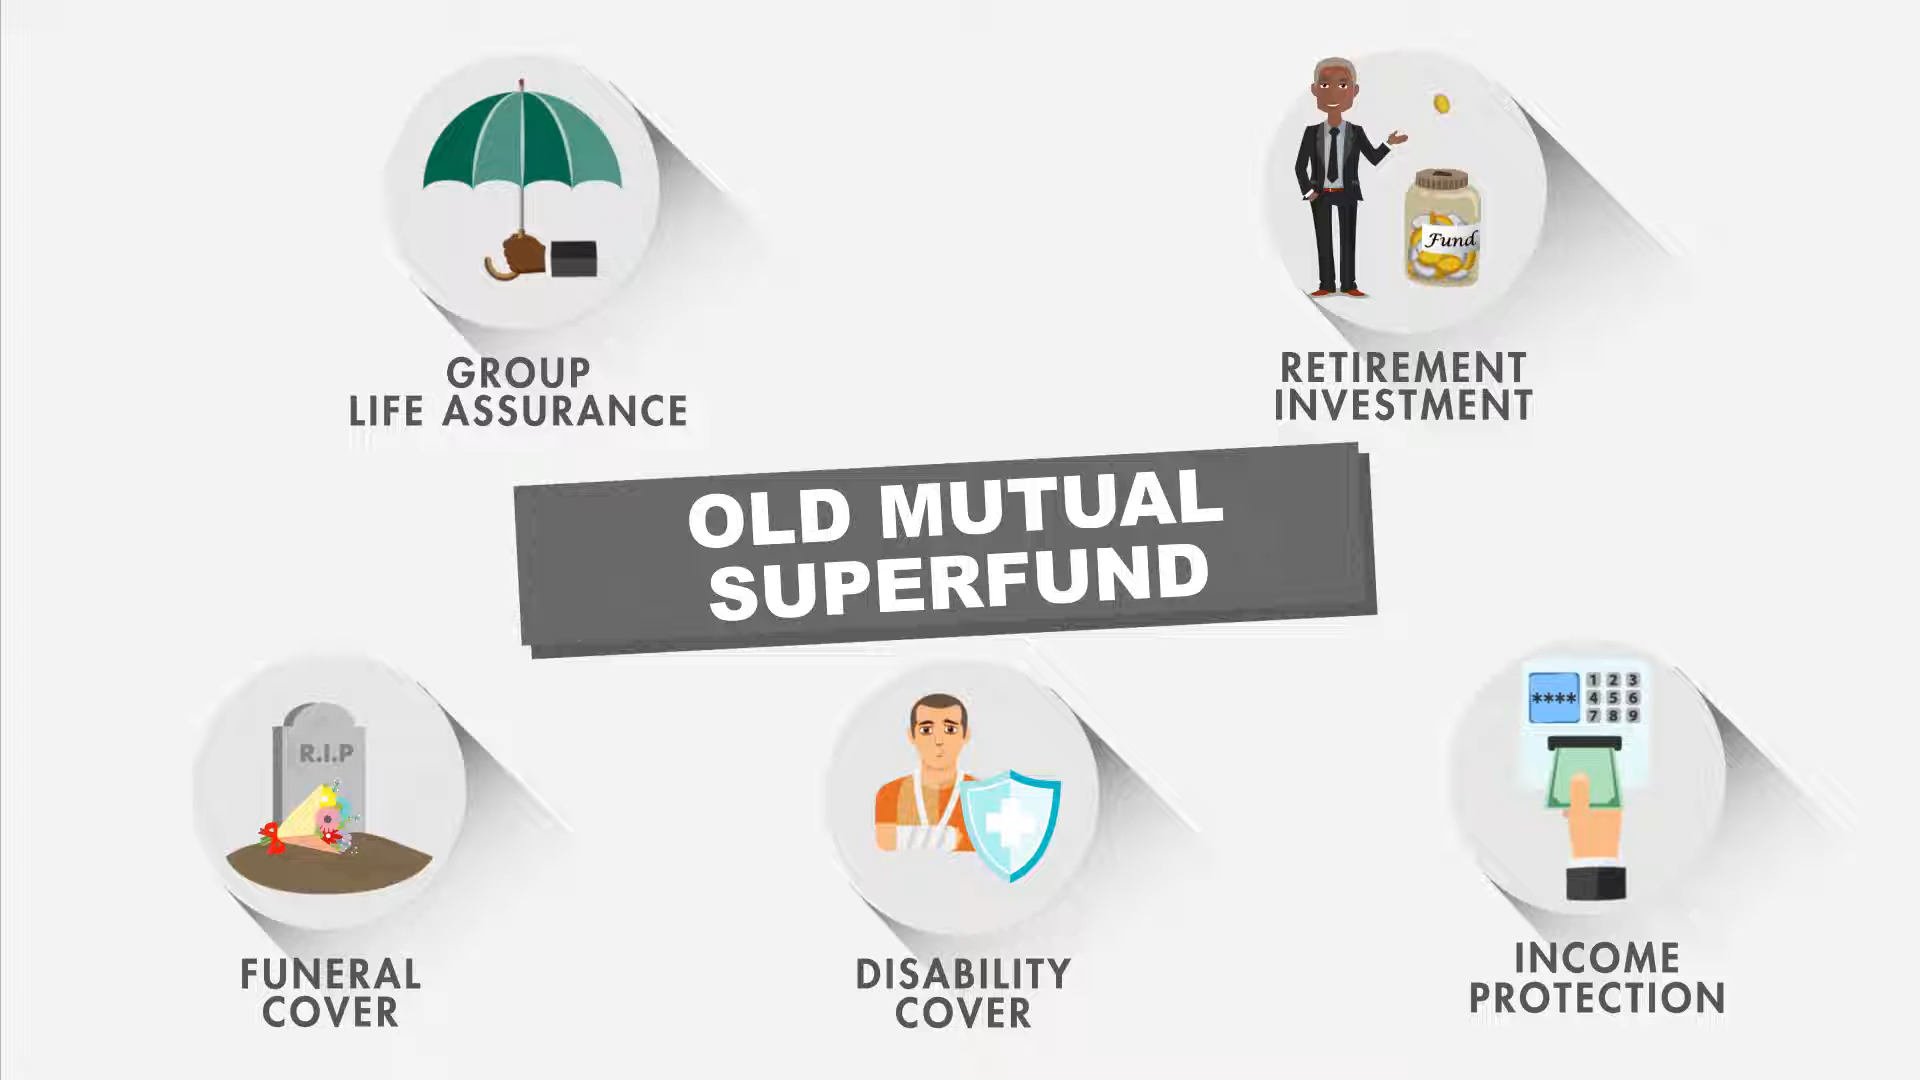 GROUP
LIFE ASSURANCE
Fund
RETIREMENT
INVESTMENT
OLD MUTUAL
SUPERFUND
R.I.P
FUNERAL
COVER
DISABILITY
COVER
1 2 3
**** 4 5 6
7 8 9
INCOME
PROTECTION